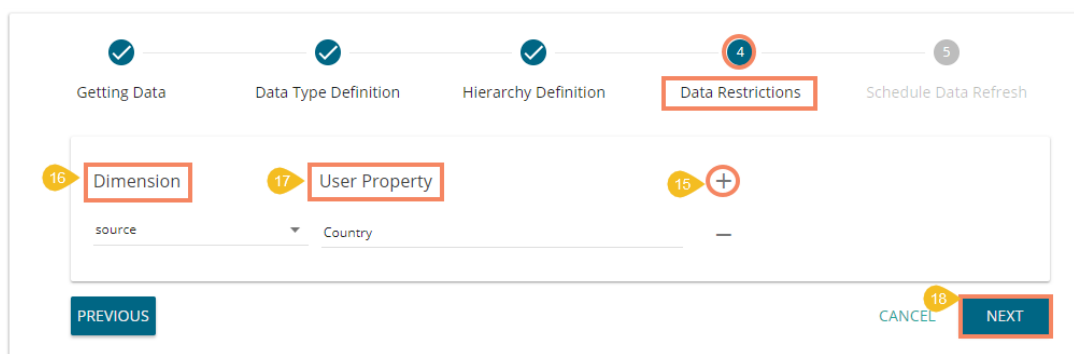 4
5
Getting Data
Data Type Definition
Hierarchy Definition
Data Restrictions
Schedule Data Refresh
16
Dimension
17
User Property
15
+
source
Country
–
PREVIOUS
CANCEL
18
NEXT